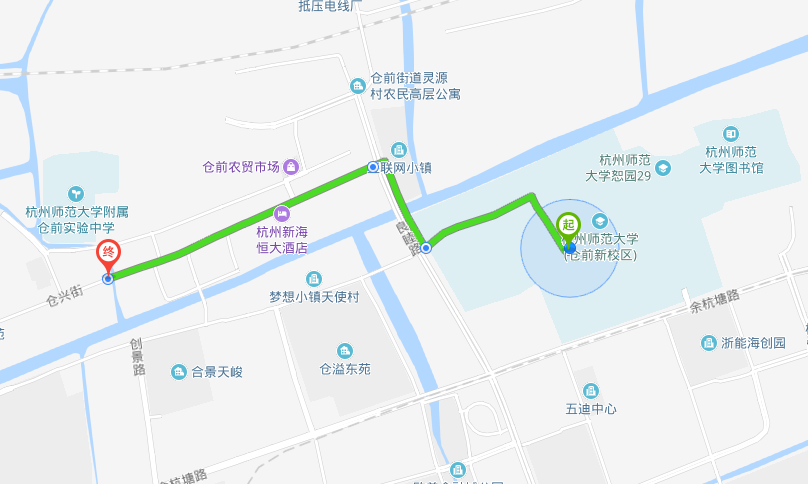 抵压电线厂
仓前街道灵源
村农民高层公寓
仓前农贸市场
联网小镇
杭州师范
大学恕园29
杭州师范
大学图书馆
杭州师范大学附属
仓前实验中学
杭州新海
恒大酒店
起
杭州师范大学
(仓前新校区)
终
仓兴街
梦想小镇天使村
余杭塘路
创景路
合景天峻
仓溢东苑
浙能海创园
五迪中心
余杭塘路